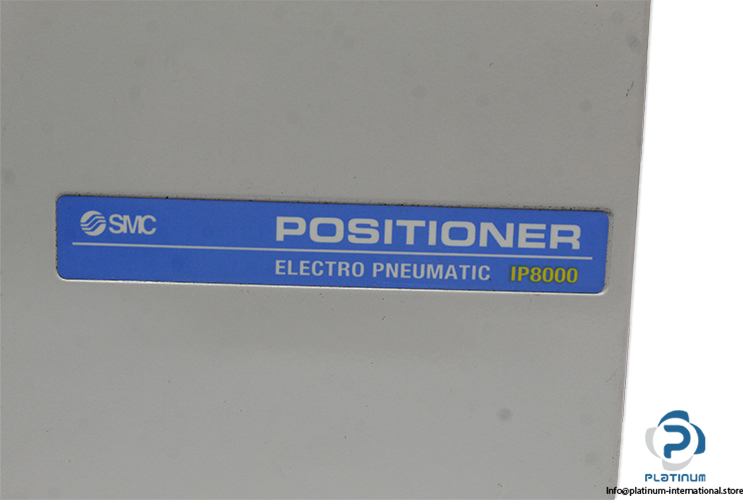 SMC
POSITIONER
ELECTRO PNEUMATIC IP8000
PLATINUM
Info@platinum-international.store